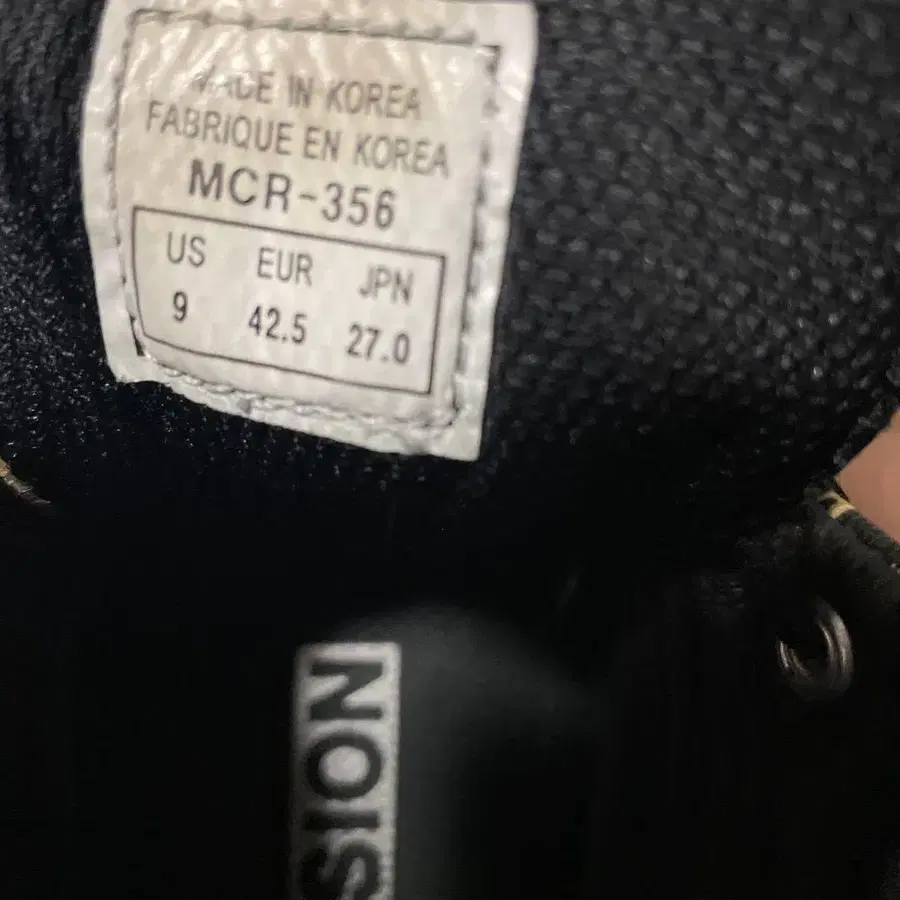 MADE IN KOREA
FABRIQUE EN KOREA
MCR-356
US EUR JPN
9 42.5 27.0
SION